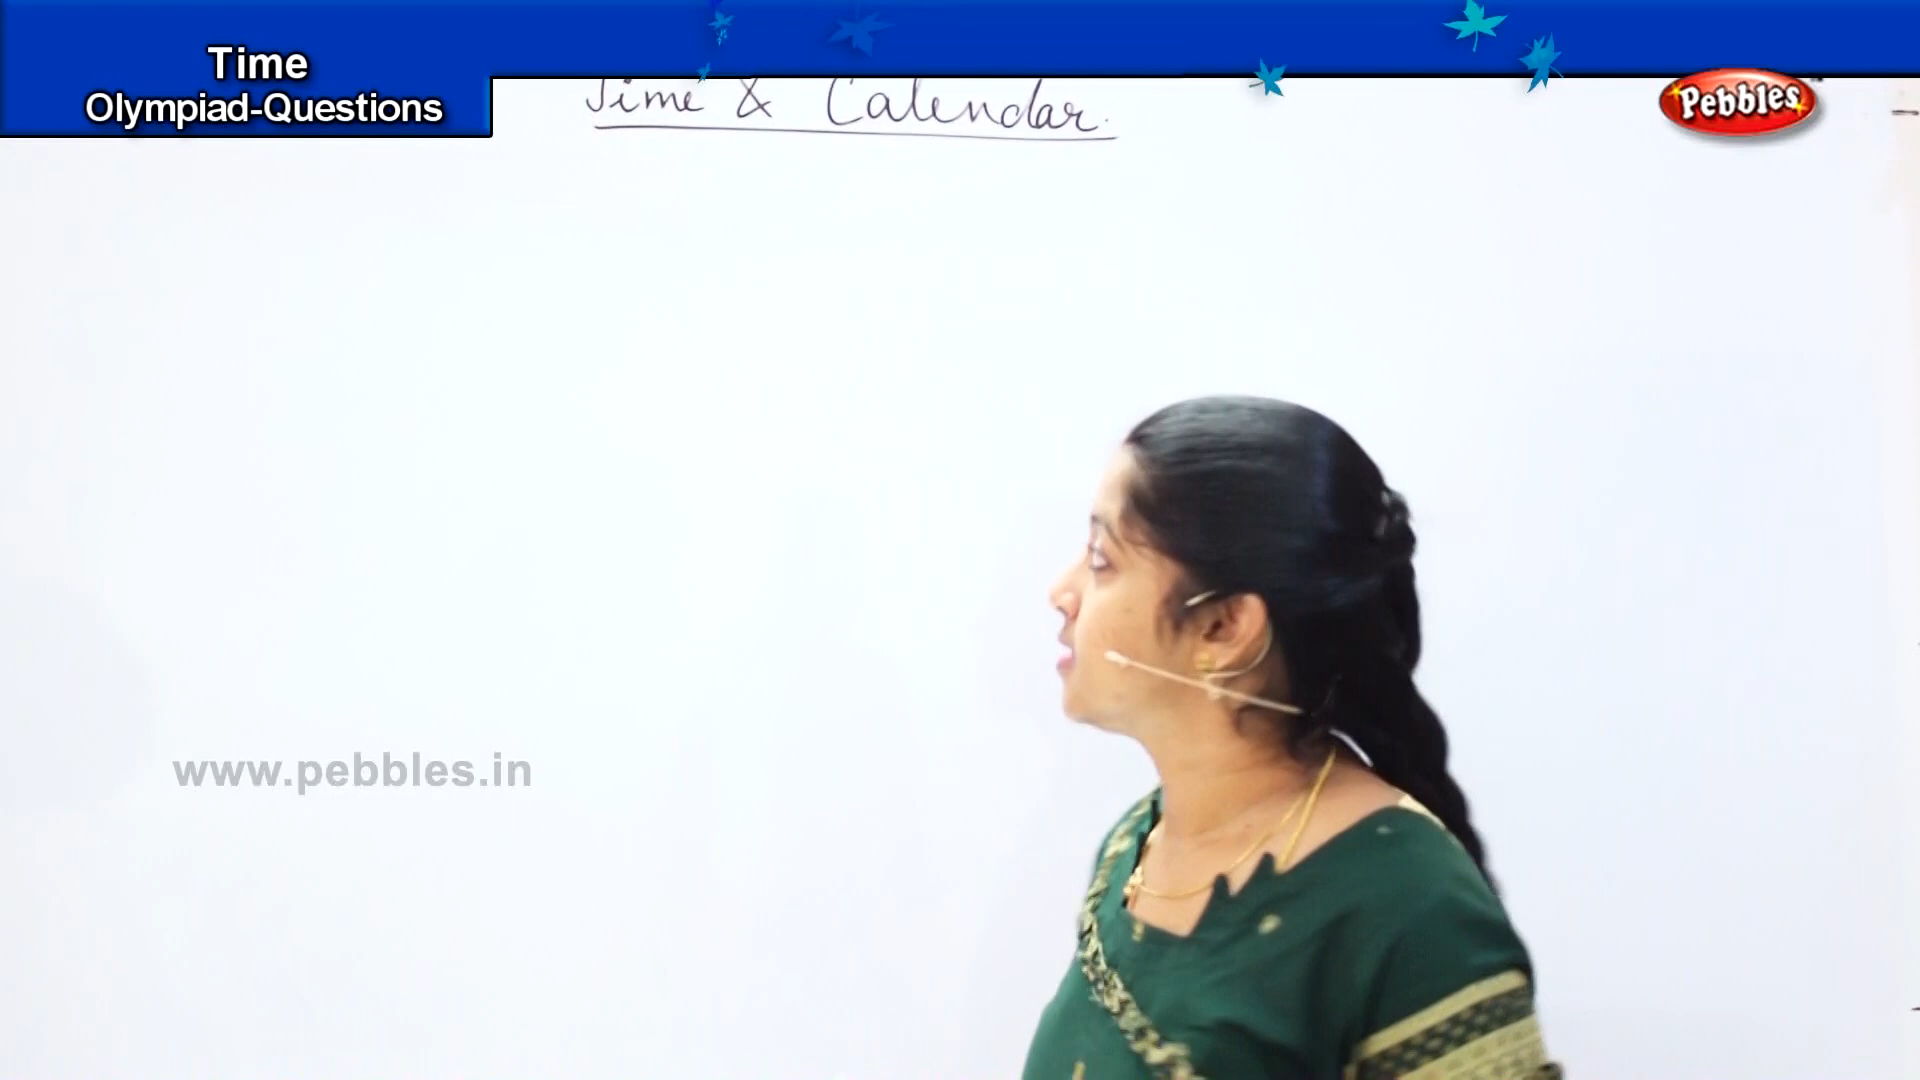 Time
Olympiad-Questions
Time & Calendar.
Pebbles
www.pebbles.in